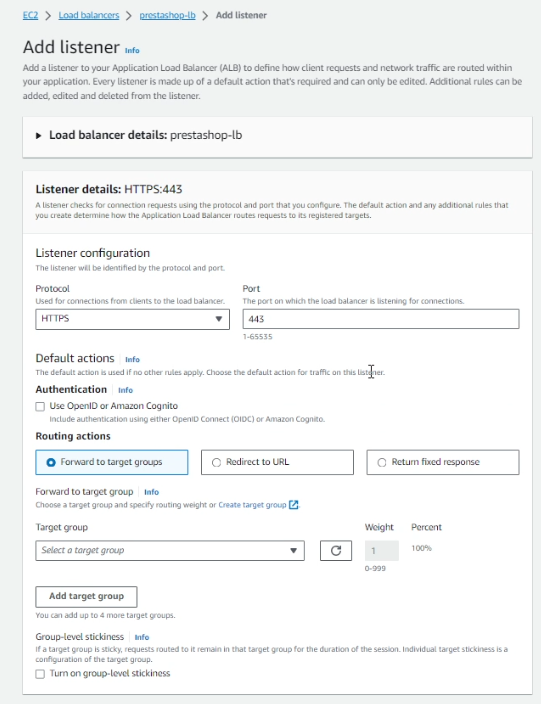 EC2 > Load balancers > prestashop-lb > Add listener
Add listener Info
Add a listener to your Application Load Balancer (ALB) to define how client requests and network traffic are routed within
your application. Every listener is made up of a default action that's required and can only be edited. Additional rules can be
added, edited and deleted from the listener.
Load balancer details: prestashop-lb
Listener details: HTTPS:443
A listener checks for connection requests using the protocol and port that you configure. The default action and any additional rules that
you create determine how the Application Load Balancer routes requests to its registered targets.
Listener configuration
The listener will be identified by the protocol and port.
Protocol
Used for connections from clients to the load balancer.
HTTPS
Port
The port on which the load balancer is listening for connections.
443
1-65535
Default actions Info
The default action is used if no other rules apply. Choose the default action for traffic on this listener.
Authentication Info
Use OpenID or Amazon Cognito
Include authentication using either OpenID Connect (OIDC) or Amazon Cognito.
Routing actions
Forward to target groups
Redirect to URL
Return fixed response
Forward to target group Info
Choose a target group and specify routing weight or Create target group
Target group
Select a target group
Weight
1
0-999
Percent
100%
Add target group
You can add up to 4 more target groups.
Group-level stickiness Info
If a target group is sticky, requests routed to it remain in that target group for the duration of the session. Individual target stickiness is a
configuration of the target group.
Turn on group-level stickiness